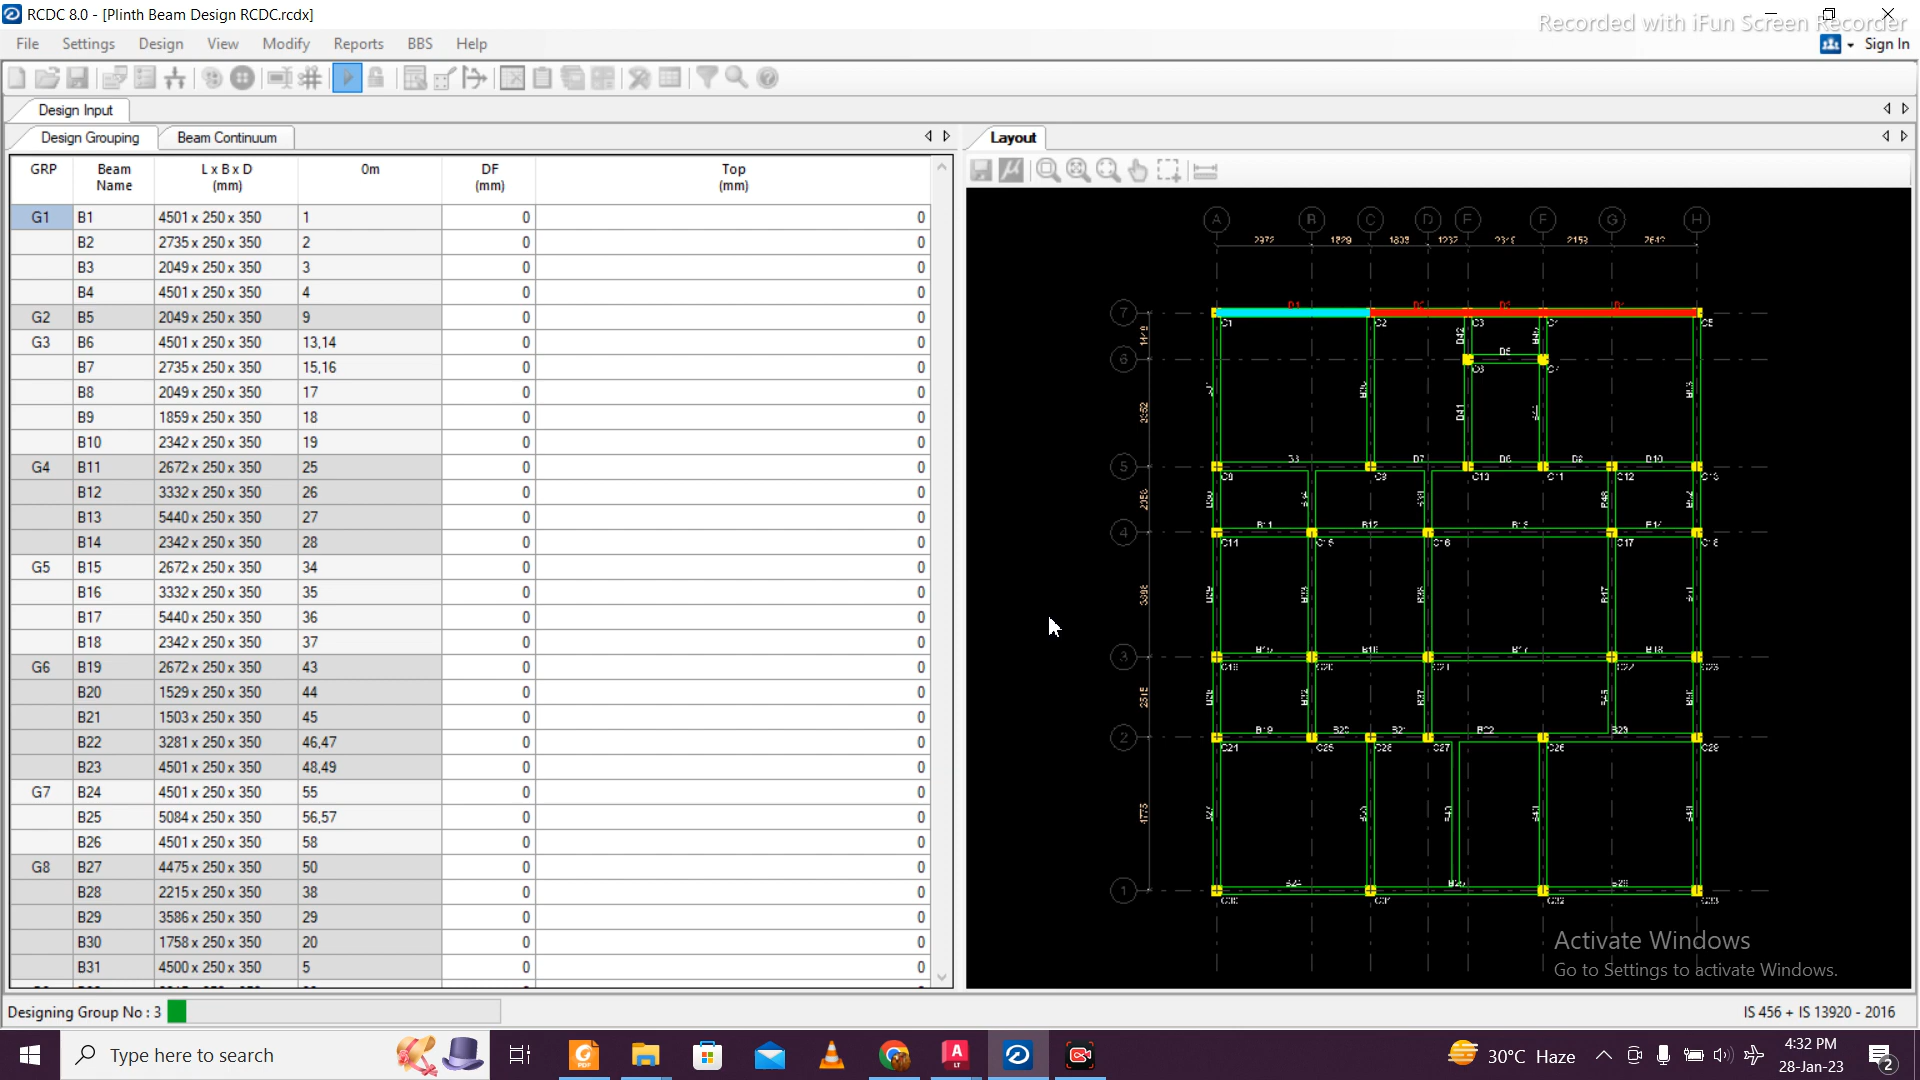 RCDC 8.0 - [Plinth Beam Design RCDC.rcdx]
Recorded with iFun Screen Recorder
File Settings Design View Modify Reports BBS Help
Sign In
Design Input
Design Grouping Beam Continuum
Layout
GRP Beam Name L x B x D (mm) 0m DF (mm) Top (mm)
G1 B1 4501 x 250 x 350 1 0 0
B2 2735 x 250 x 350 2 0 0
B3 2049 x 250 x 350 3 0 0
B4 4501 x 250 x 350 4 0 0
G2 B5 2049 x 250 x 350 9 0 0
G3 B6 4501 x 250 x 350 13,14 0 0
B7 2735 x 250 x 350 15,16 0 0
B8 2049 x 250 x 350 17 0 0
B9 1859 x 250 x 350 18 0 0
B10 2342 x 250 x 350 19 0 0
G4 B11 2672 x 250 x 350 25 0 0
B12 3332 x 250 x 350 26 0 0
B13 5440 x 250 x 350 27 0 0
B14 2342 x 250 x 350 28 0 0
G5 B15 2672 x 250 x 350 34 0 0
B16 3332 x 250 x 350 35 0 0
B17 5440 x 250 x 350 36 0 0
B18 2342 x 250 x 350 37 0 0
G6 B19 2672 x 250 x 350 43 0 0
B20 1529 x 250 x 350 44 0 0
B21 1503 x 250 x 350 45 0 0
B22 3281 x 250 x 350 46,47 0 0
B23 4501 x 250 x 350 48,49 0 0
G7 B24 4501 x 250 x 350 55 0 0
B25 5084 x 250 x 350 56,57 0 0
B26 4501 x 250 x 350 58 0 0
G8 B27 4475 x 250 x 350 50 0 0
B28 2215 x 250 x 350 38 0 0
B29 3586 x 250 x 350 29 0 0
B30 1758 x 250 x 350 20 0 0
B31 4500 x 250 x 350 5 0 0
A B C D E F G H
7
6
5
4
3
2
1
Activate Windows
Go to Settings to activate Windows.
Designing Group No : 3
IS 456 + IS 13920 - 2016
Type here to search
30°C Haze
4:32 PM
28-Jan-23
2